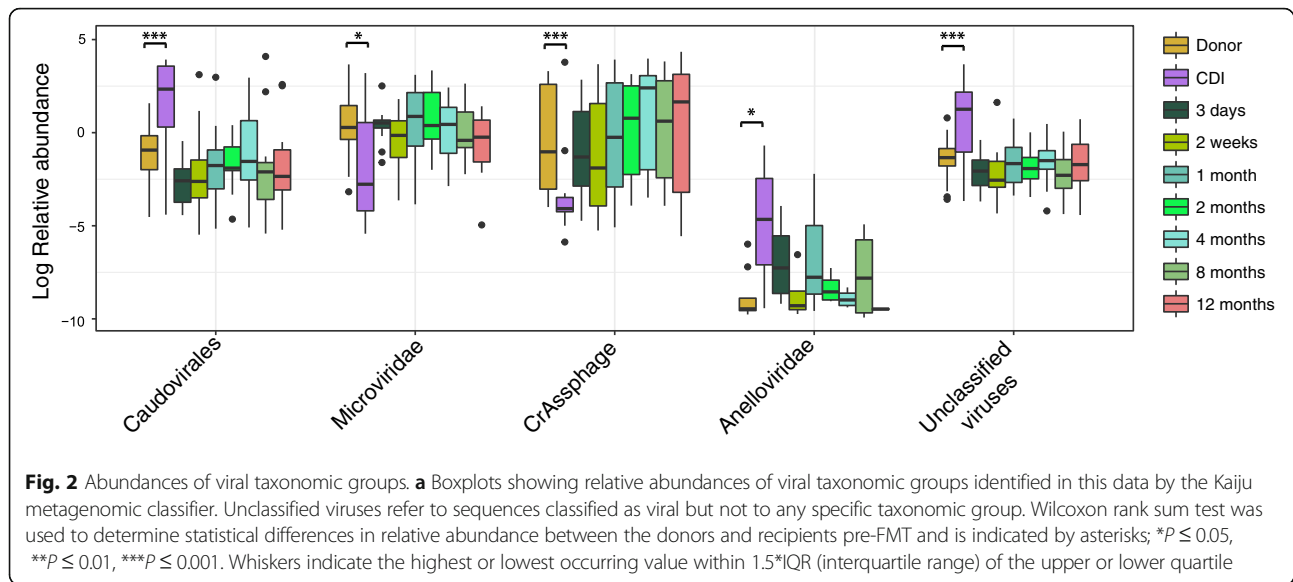 5
0
−5
−10
Log Relative abundance
***
*
***
*
***
Caudovirales
Microviridae
CrAssphage
Anelloviridae
Unclassified
viruses
Donor
CDI
3 days
2 weeks
1 month
2 months
4 months
8 months
12 months
Fig. 2 Abundances of viral taxonomic groups. a Boxplots showing relative abundances of viral taxonomic groups identified in this data by the Kaiju
metagenomic classifier. Unclassified viruses refer to sequences classified as viral but not to any specific taxonomic group. Wilcoxon rank sum test was
used to determine statistical differences in relative abundance between the donors and recipients pre-FMT and is indicated by asterisks; *P ≤ 0.05,
**P ≤ 0.01, ***P ≤ 0.001. Whiskers indicate the highest or lowest occurring value within 1.5*IQR (interquartile range) of the upper or lower quartile